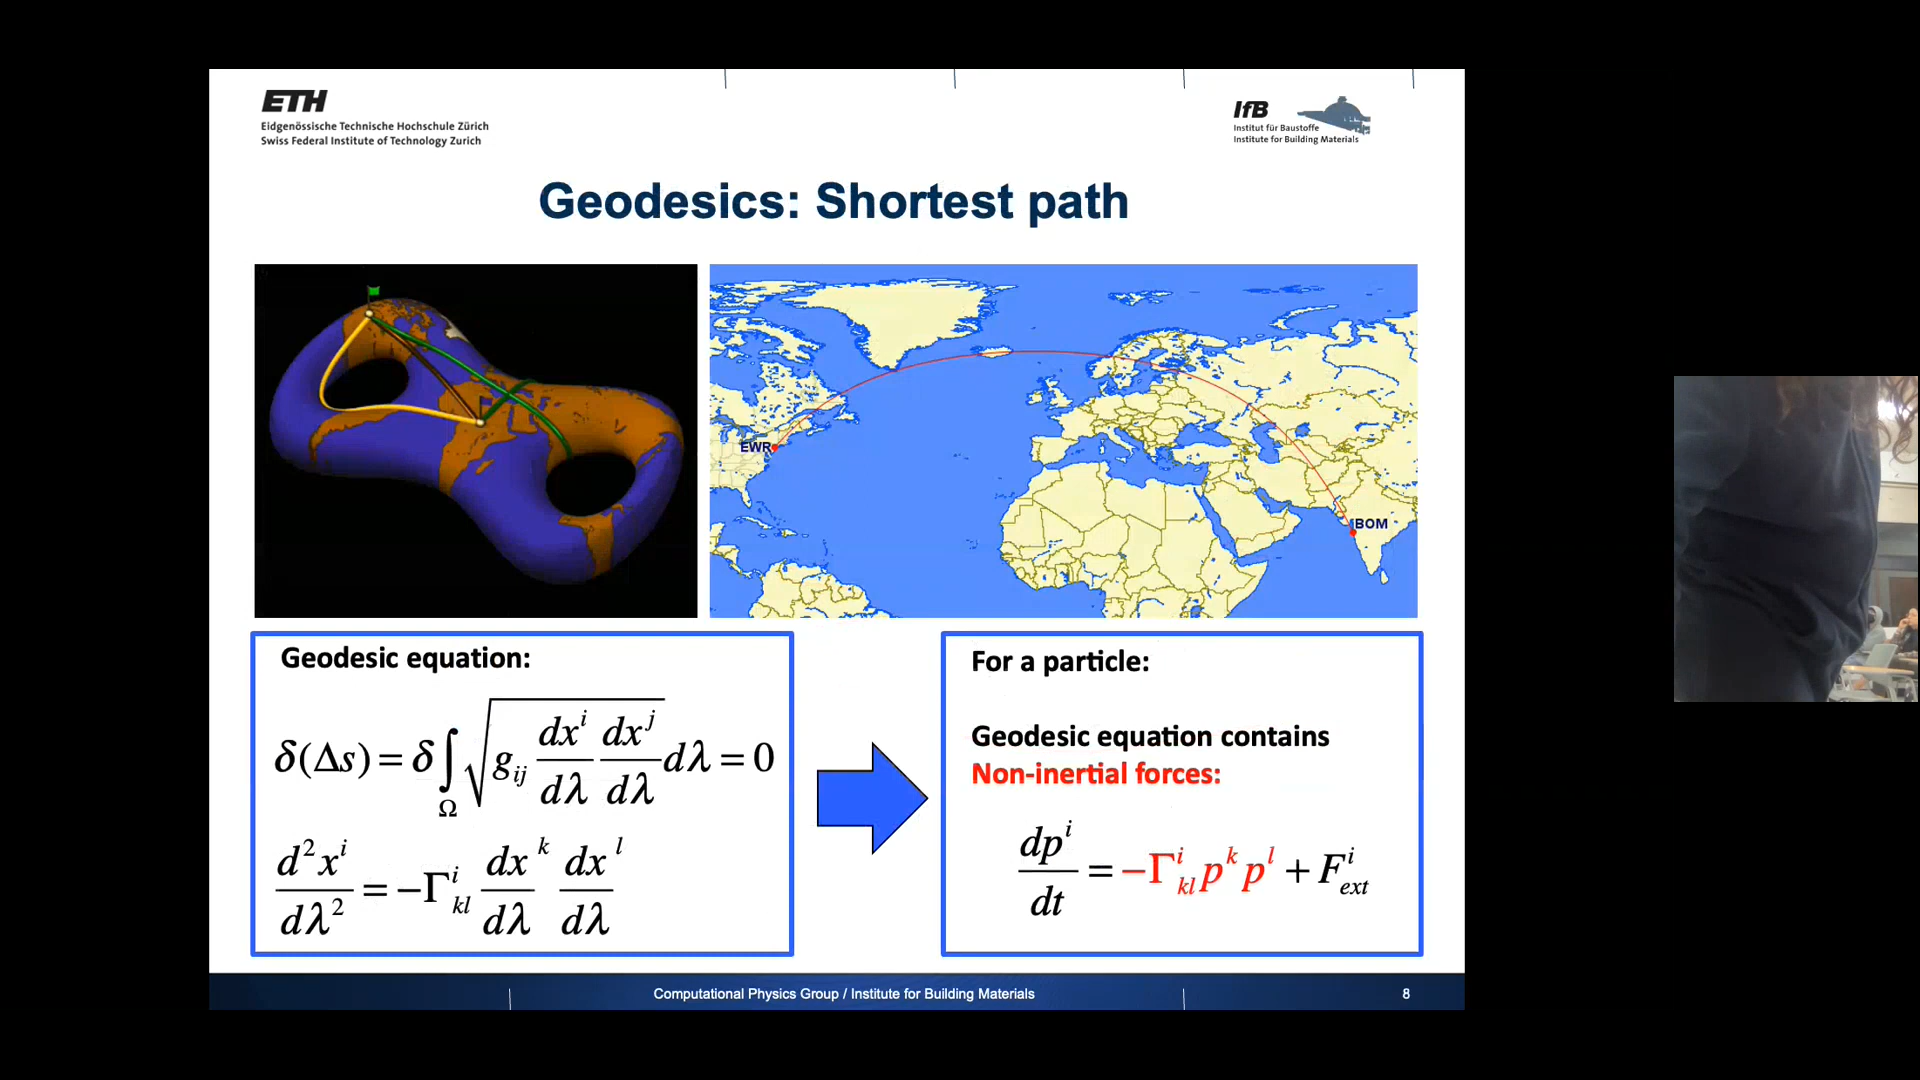 ETH
Eidgenössische Technische Hochschule Zürich
Swiss Federal Institute of Technology Zurich
IfB
Institut für Baustoffe
Institute for Building Materials
Geodesics: Shortest path
EWR
BOM
Geodesic equation:
δ(Δs) = δ∫_Ω √(g_ij dx^i/dλ dx^j/dλ) dλ = 0
d²x^i/dλ² = −Γ^i_kl dx^k/dλ dx^l/dλ
For a particle:
Geodesic equation contains
Non-inertial forces:
dp^i/dt = −Γ^i_kl p^k p^l + F^i_ext
Computational Physics Group / Institute for Building Materials
8